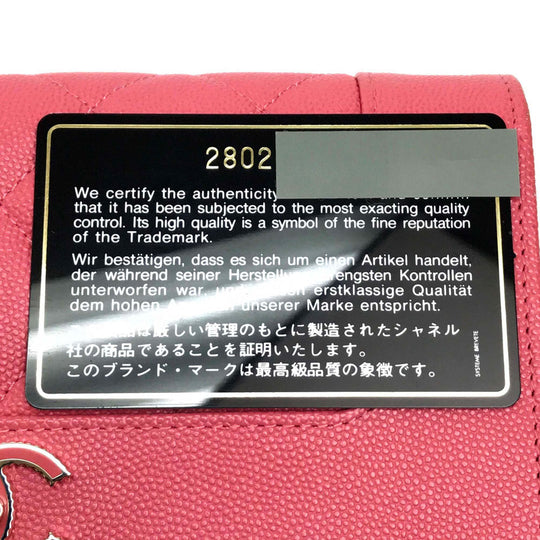 2802
We certify the authenticity
that it has been subjected to the most exacting quality
control. Its high quality is a symbol of the fine reputation
of the Trademark.
Wir bestätigen, dass es sich um einen Artikel handelt,
der während seiner Herstellung strengsten Kontrollen
unterworfen war, und erstklassige Qualität
dem hohen unserer Marke entspricht.
は厳しい管理のもとに製造されたシャネル
社の商品であることを証明いたします。
このブランド・マークは最高級品質の象徴です。
SYSTEME BREVETE